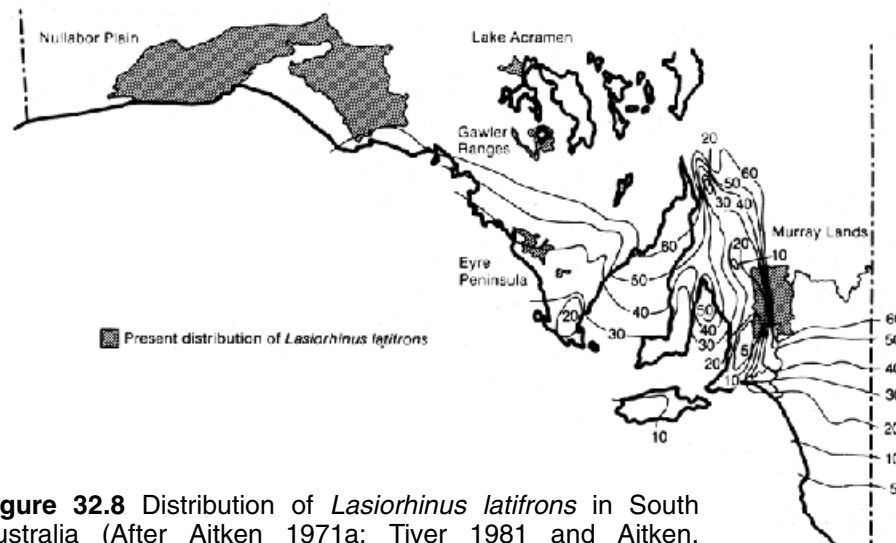 Nullabor Plain
Lake Acramen
Gawler
Ranges
20
60
50
30 40
Murray Lands
20
10
60
Eyre
Peninsula
50
40
20
30
50
40
30
20
5
10
10
60
50
40
30
20
10
5
Present distribution of Lasiorhinus latifrons
igure 32.8 Distribution of Lasiorhinus latifrons in South
ustralia (After Aitken 1971a; Tiver 1981 and Aitken,